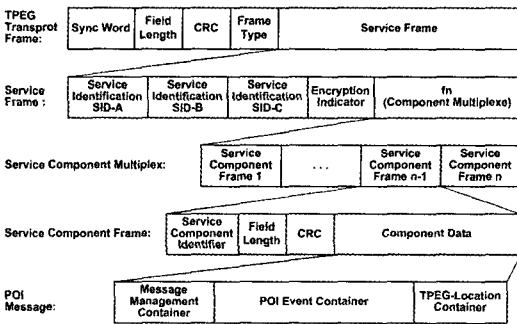 TPEG
Transprot
Frame:
Sync Word
Field
Length
CRC
Frame
Type
Service Frame
Service
Frame :
Service
Identification
SID-A
Service
Identification
SID-B
Service
Identification
SID-C
Encryption
Indicator
fn
(Component Multiplexe)
Service Component Multiplex:
Service
Component
Frame 1
. . .
Service
Component
Frame n-1
Service
Component
Frame n
Service Component Frame:
Service
Component
Identifier
Field
Length
CRC
Component Data
POI
Message:
Message
Management
Container
POI Event Container
TPEG-Location
Container